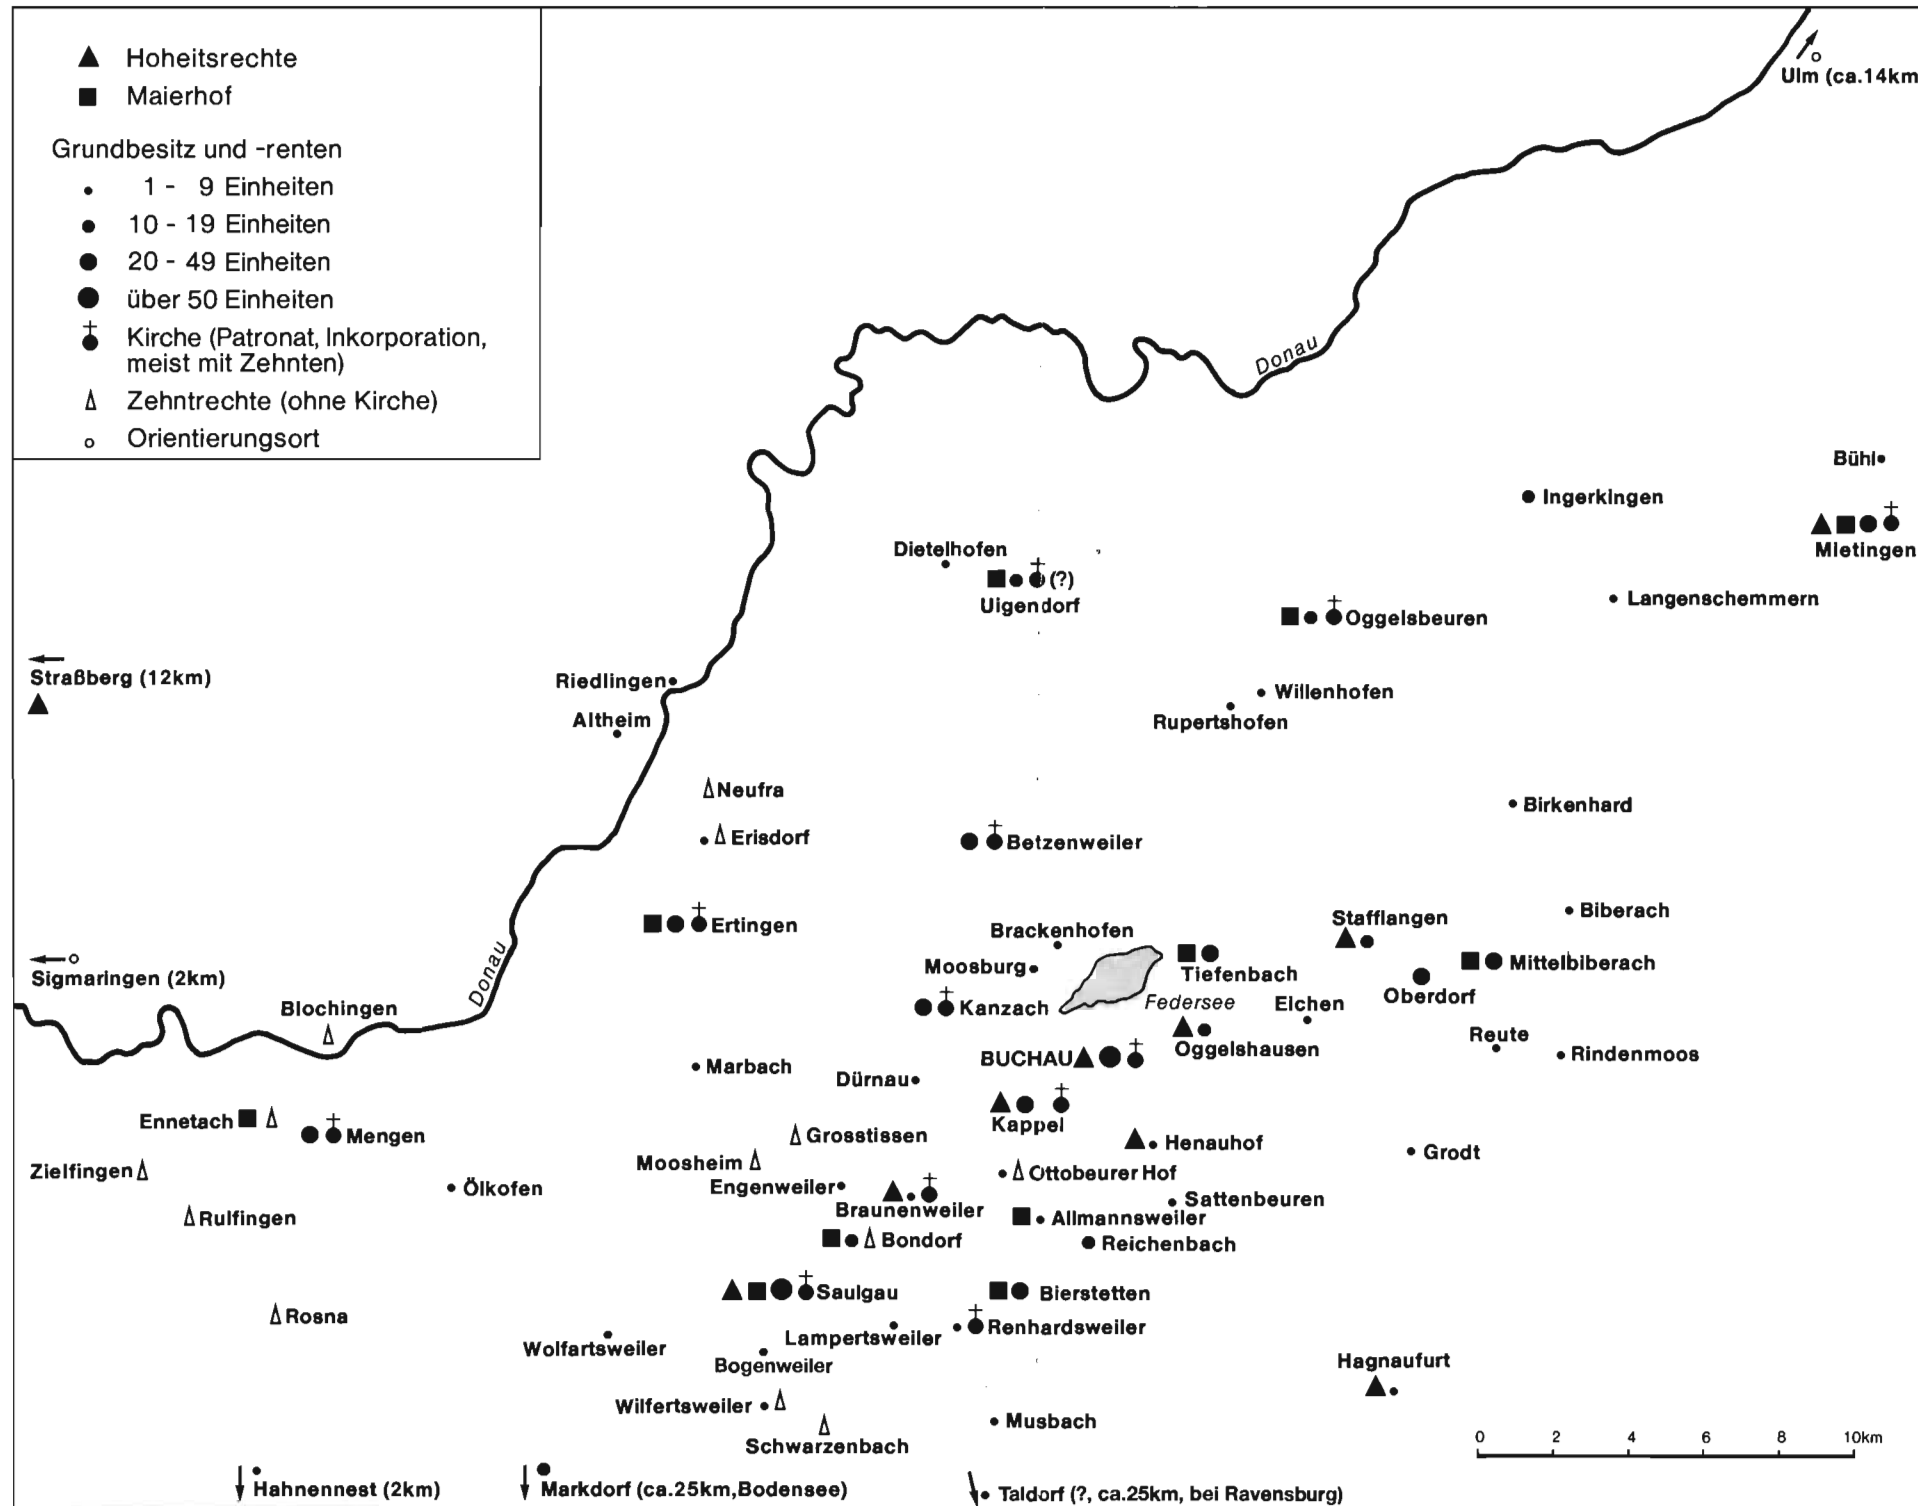 Hoheitsrechte
Maierhof
Grundbesitz und -renten
1 - 9 Einheiten
10 - 19 Einheiten
20 - 49 Einheiten
über 50 Einheiten
Kirche (Patronat, Inkorporation,
meist mit Zehnten)
Zehntrechte (ohne Kirche)
Orientierungsort
Ulm (ca.14km
Donau
Bühl
Ingerkingen
Mietingen
Dietelhofen
(?)
Uigendorf
Langenschemmern
Oggelsbeuren
Straßberg (12km)
Riedlingen
Altheim
Willenhofen
Rupertshofen
Neufra
Erisdorf
Birkenhard
Betzenweiler
Ertingen
Brackenhofen
Stafflangen
Biberach
Moosburg
Tiefenbach
Mittelbiberach
Sigmaringen (2km)
Donau
Federsee
Oberdorf
Kanzach
Eichen
Blochingen
Oggelshausen
Reute
Rindenmoos
BUCHAU
Marbach
Dürnau
Kappel
Ennetach
Mengen
Grosstissen
Henauhof
Grodt
Zielfingen
Moosheim
Ottobeurer Hof
Ölkofen
Engenweiler
Sattenbeuren
Braunenweiler
Rulfingen
Allmannsweiler
Bondorf
Reichenbach
Saulgau
Bierstetten
Rosna
Lampertsweiler
Renhardsweiler
Wolfartsweiler
Bogenweiler
Hagnaufurt
Wilfertsweiler
Musbach
Schwarzenbach
0 2 4 6 8 10km
Hahnennest (2km)
Markdorf (ca.25km,Bodensee)
Taldorf (?, ca.25km, bei Ravensburg)